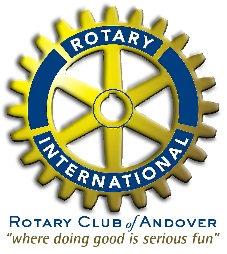 ROTARY
INTERNATIONAL
ROTARY CLUB of ANDOVER
"where doing good is serious fun"